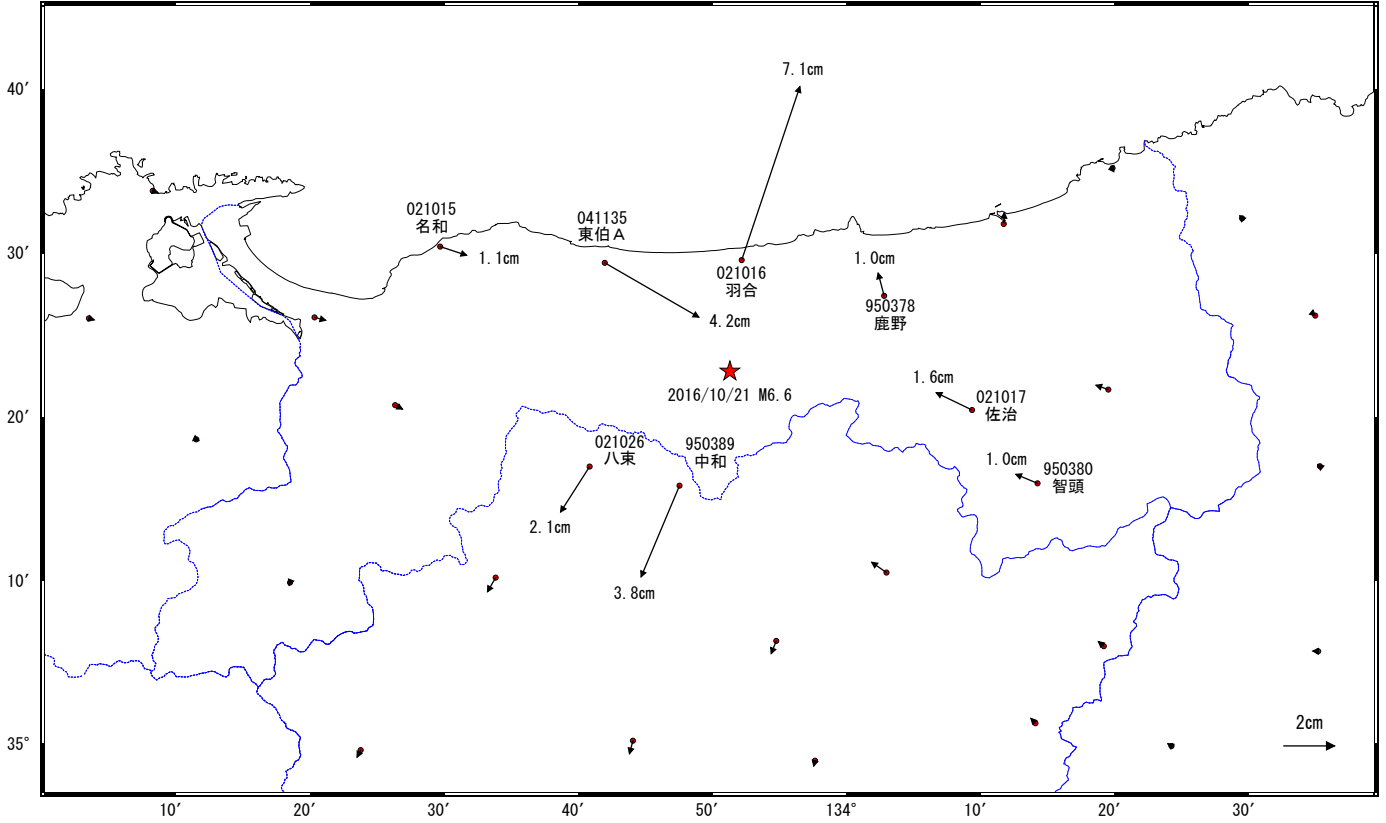 7.1cm
40′
021015
名和
041135
東伯A
30′
1.1cm
1.0cm
021016
羽合
950378
鹿野
4.2cm
2016/10/21 M6.6
1.6cm
021017
佐治
20′
021026
八束
950389
中和
1.0cm
950380
智頭
2.1cm
10′
3.8cm
2cm
35°
10′ 20′ 30′ 40′ 50′ 134° 10′ 20′ 30′